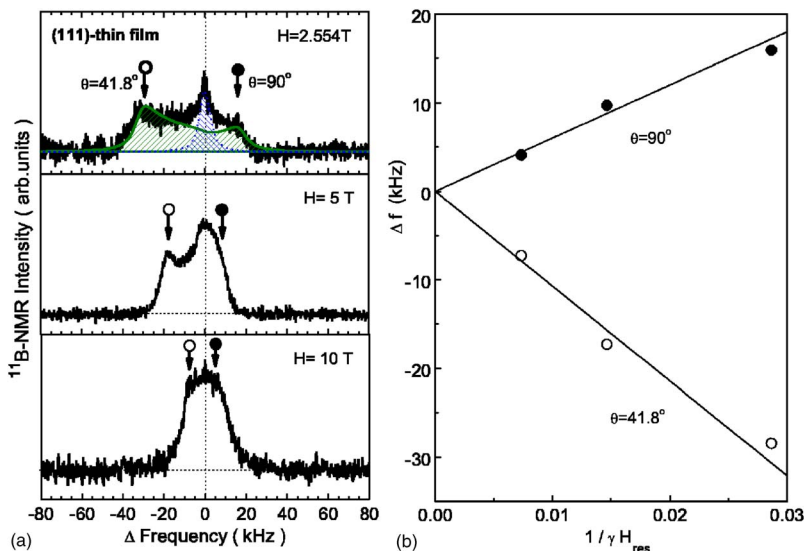 (111)-thin film
H=2.554T
θ=41.8°
θ=90°
H= 5 T
H= 10 T
¹¹B-NMR Intensity ( arb.units )
-80 -60 -40 -20 0 20 40 60 80
Δ Frequency ( kHz )
(a)
20
10
0
-10
-20
-30
Δ f (kHz)
θ=90°
θ=41.8°
0.00 0.01 0.02 0.03
1 / γ H_res
(b)